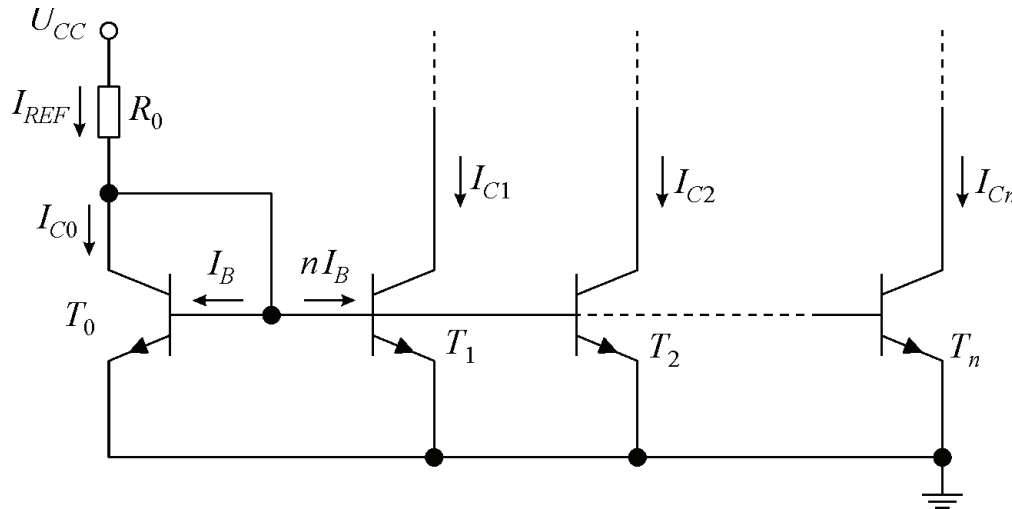 U_CC
I_REF
R_0
I_C0
I_C1
I_C2
I_Cn
I_B
nI_B
T_0
T_1
T_2
T_n